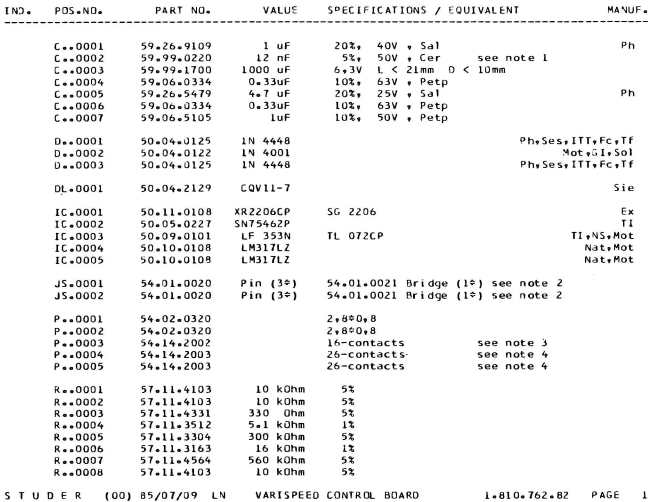 IND. POS.NO. PART NO. VALUE SPECIFICATIONS / EQUIVALENT MANUF.
C..0001 59.26.9109 1 uF 20%, 40V , Sal Ph
C..0002 59.99.0220 12 nF 5%, 50V , Cer see note 1
C..0003 59.99.1700 1000 uF 6,3V L < 21mm D < 10mm
C..0004 59.06.0334 0.33uF 10%, 63V , Petp
C..0005 59.26.5479 4.7 uF 20%, 25V , Sal Ph
C..0006 59.06.0334 0.33uF 10%, 63V , Petp
C..0007 59.06.5105 1uF 10%, 50V , Petp
D..0001 50.04.0125 1N 4448 Ph,Ses,ITT,Fc,Tf
D..0002 50.04.0122 1N 4001 Mot,GI,Sol
D..0003 50.04.0125 1N 4448 Ph,Ses,ITT,Fc,Tf
DL.0001 50.04.2129 CQV11-7 Sie
IC.0001 50.11.0108 XR2206CP SG 2206 Ex
IC.0002 50.05.0227 SN75462P TI
IC.0003 50.09.0101 LF 353N TL 072CP TI,NS,Mot
IC.0004 50.10.0108 LM317LZ Nat,Mot
IC.0005 50.10.0108 LM317LZ Nat,Mot
JS.0001 54.01.0020 Pin (3*) 54.01.0021 Bridge (1*) see note 2
JS.0002 54.01.0020 Pin (3*) 54.01.0021 Bridge (1*) see note 2
P..0001 54.02.0320 2,8*0,8
P..0002 54.02.0320 2,8*0,8
P..0003 54.14.2002 16-contacts see note 3
P..0004 54.14.2003 26-contacts see note 4
P..0005 54.14.2003 26-contacts see note 4
R..0001 57.11.4103 10 kOhm 5%
R..0002 57.11.4103 10 kOhm 5%
R..0003 57.11.4331 330 Ohm 5%
R..0004 57.11.3512 5.1 kOhm 1%
R..0005 57.11.3304 300 kOhm 5%
R..0006 57.11.3163 16 kOhm 1%
R..0007 57.11.4564 560 kOhm 5%
R..0008 57.11.4103 10 kOhm 5%
S T U D E R (00) 85/07/09 LN VARISPEED CONTROL BOARD 1.810.762.82 PAGE 1